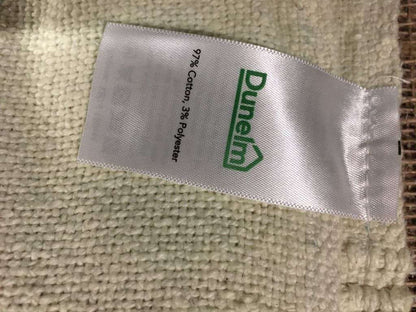 Dunelm
97% Cotton, 3% Polyester